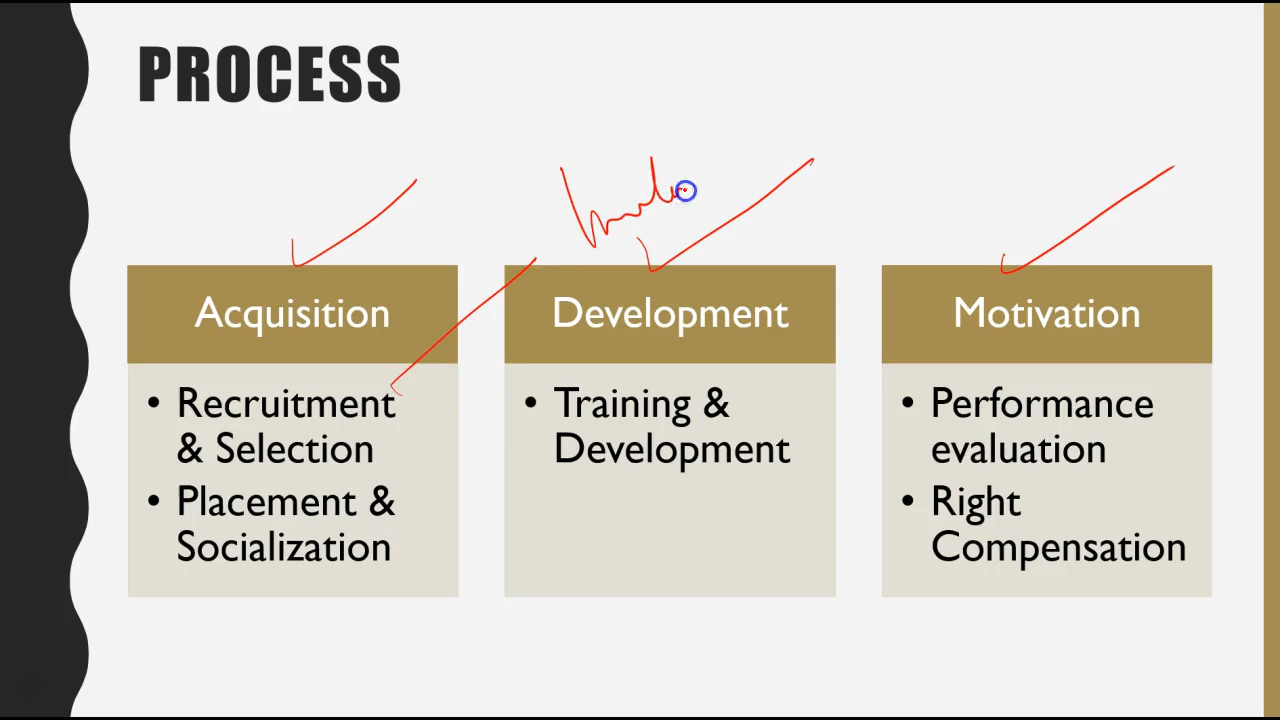 PROCESS
Acquisition
• Recruitment
& Selection
• Placement &
Socialization
Development
• Training &
Development
Motivation
• Performance
evaluation
• Right
Compensation